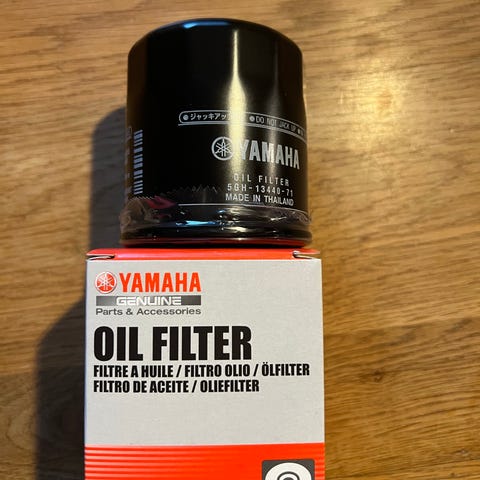 ジャッキアッ
DO NOT JACK UP
YAMAHA
OIL FILTER
5GH-13440-71
MADE IN THAILAND
YAMAHA
GENUINE
Parts & Accessories
OIL FILTER
FILTRE A HUILE / FILTRO OLIO / ÖLFILTER
FILTRO DE ACEITE / OLIEFILTER